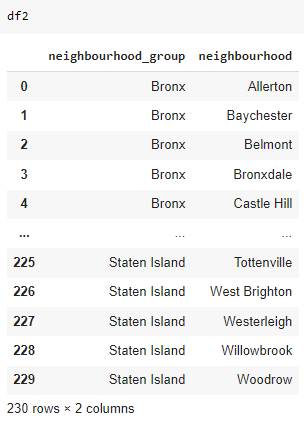 df2
neighbourhood_group neighbourhood
0 Bronx Allerton
1 Bronx Baychester
2 Bronx Belmont
3 Bronx Bronxdale
4 Bronx Castle Hill
... ... ...
225 Staten Island Tottenville
226 Staten Island West Brighton
227 Staten Island Westerleigh
228 Staten Island Willowbrook
229 Staten Island Woodrow
230 rows × 2 columns